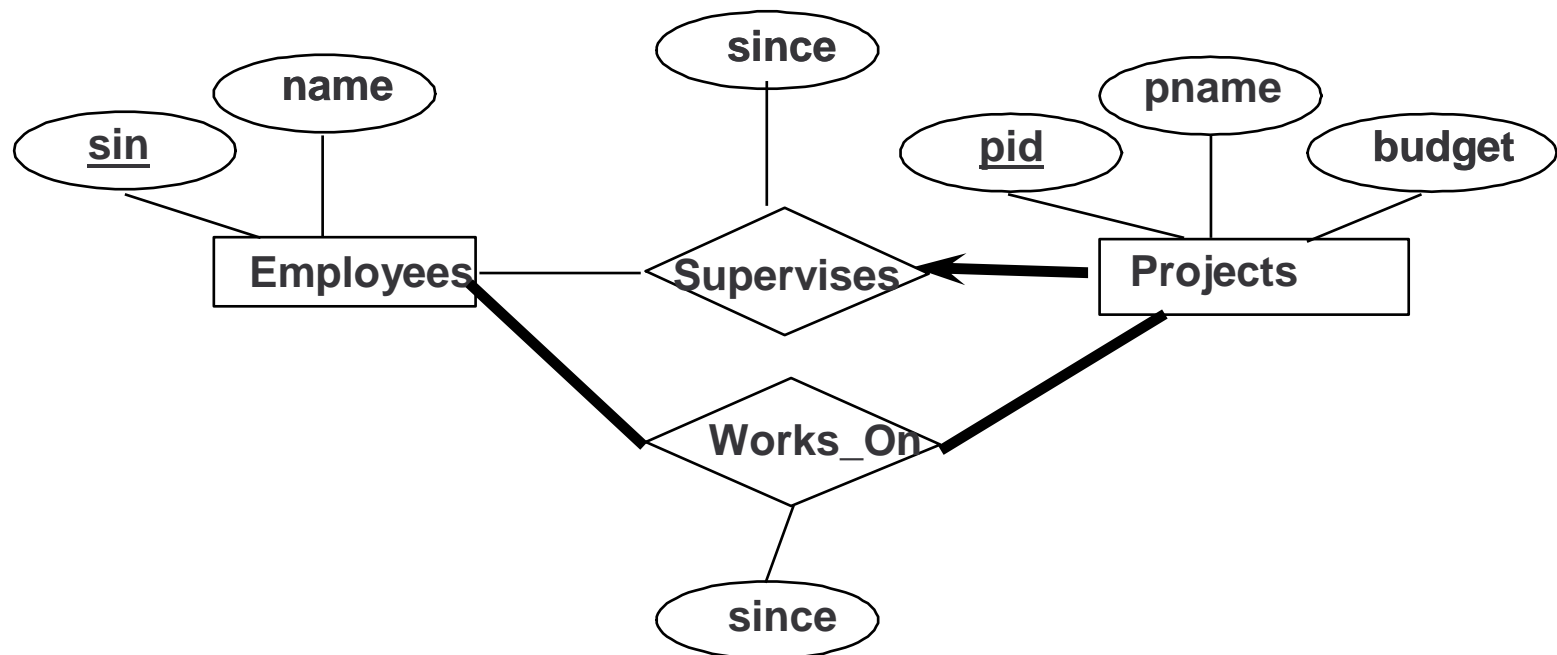 since
name
pname
sin
pid
budget
Employees
Supervises
Projects
Works_On
since